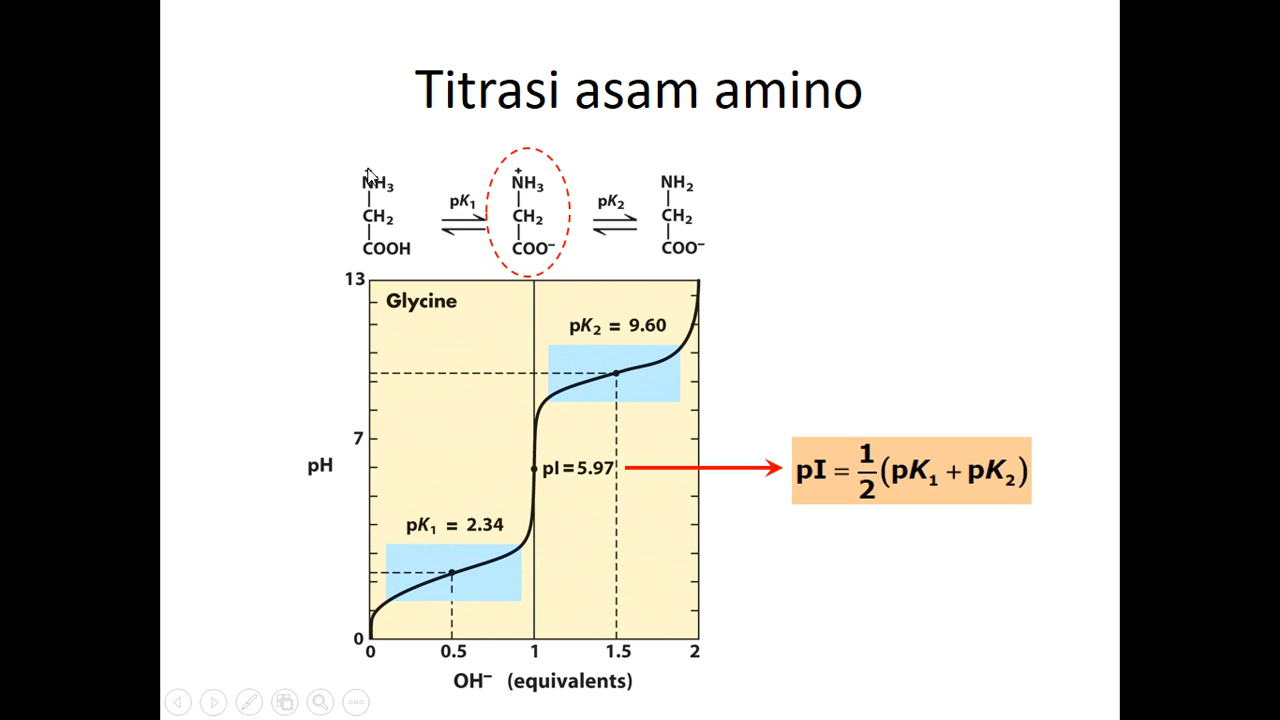 Titrasi asam amino
+
NH₃
CH₂
COOH
pK₁
+
NH₃
CH₂
COO⁻
pK₂
NH₂
CH₂
COO⁻
13
Glycine
pK₂ = 9.60
7
pH
pI = 5.97
pI = 1/2 (pK₁ + pK₂)
pK₁ = 2.34
0
0 0.5 1 1.5 2
OH⁻ (equivalents)